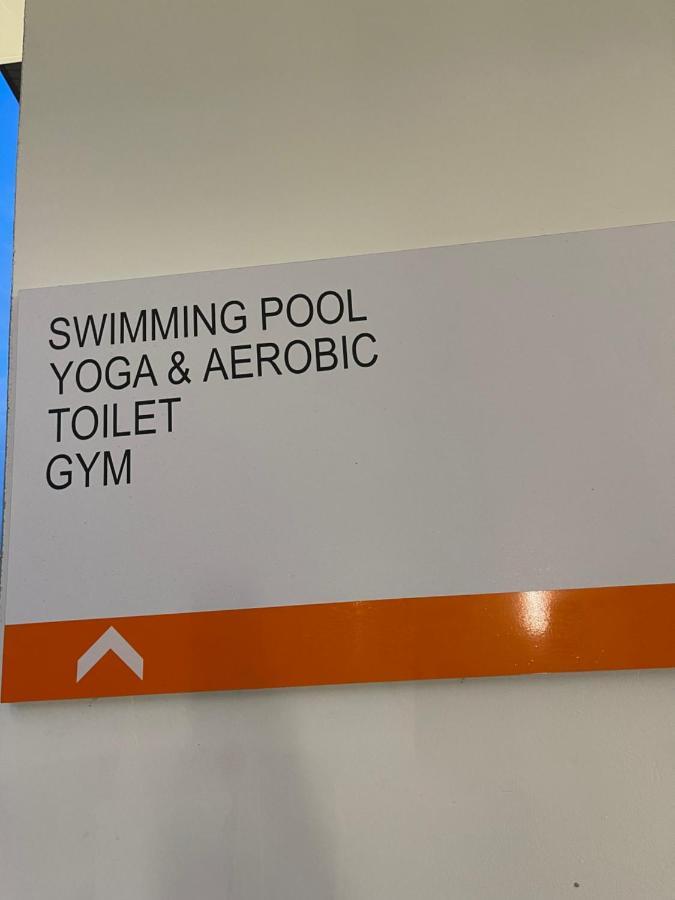 SWIMMING POOL
YOGA & AEROBIC
TOILET
GYM